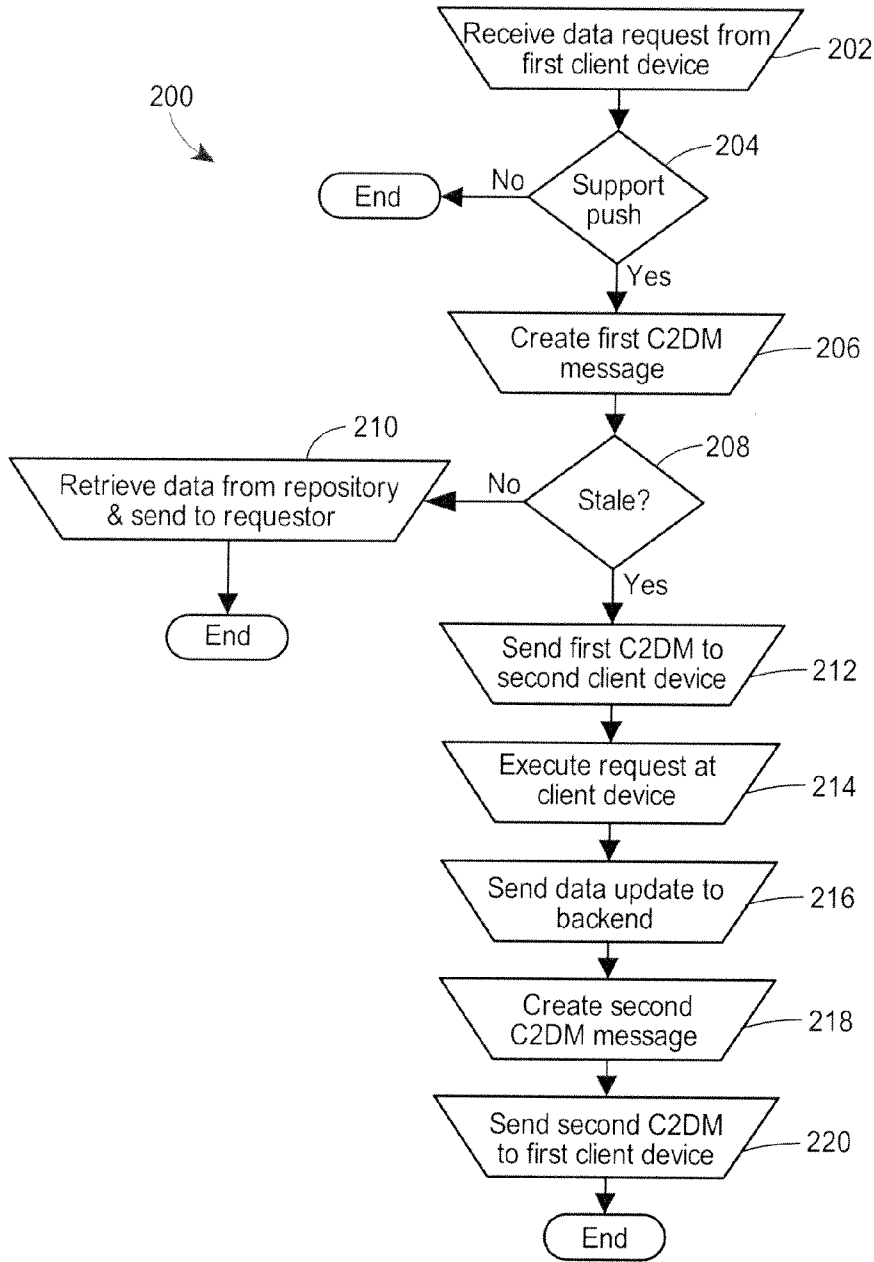 Receive data request from
first client device
202
200
204
Support
push
No
End
Yes
Create first C2DM
message
206
210
208
Retrieve data from repository
& send to requestor
No
Stale?
Yes
End
Send first C2DM to
second client device
212
Execute request at
client device
214
Send data update to
backend
216
Create second
C2DM message
218
Send second C2DM
to first client device
220
End